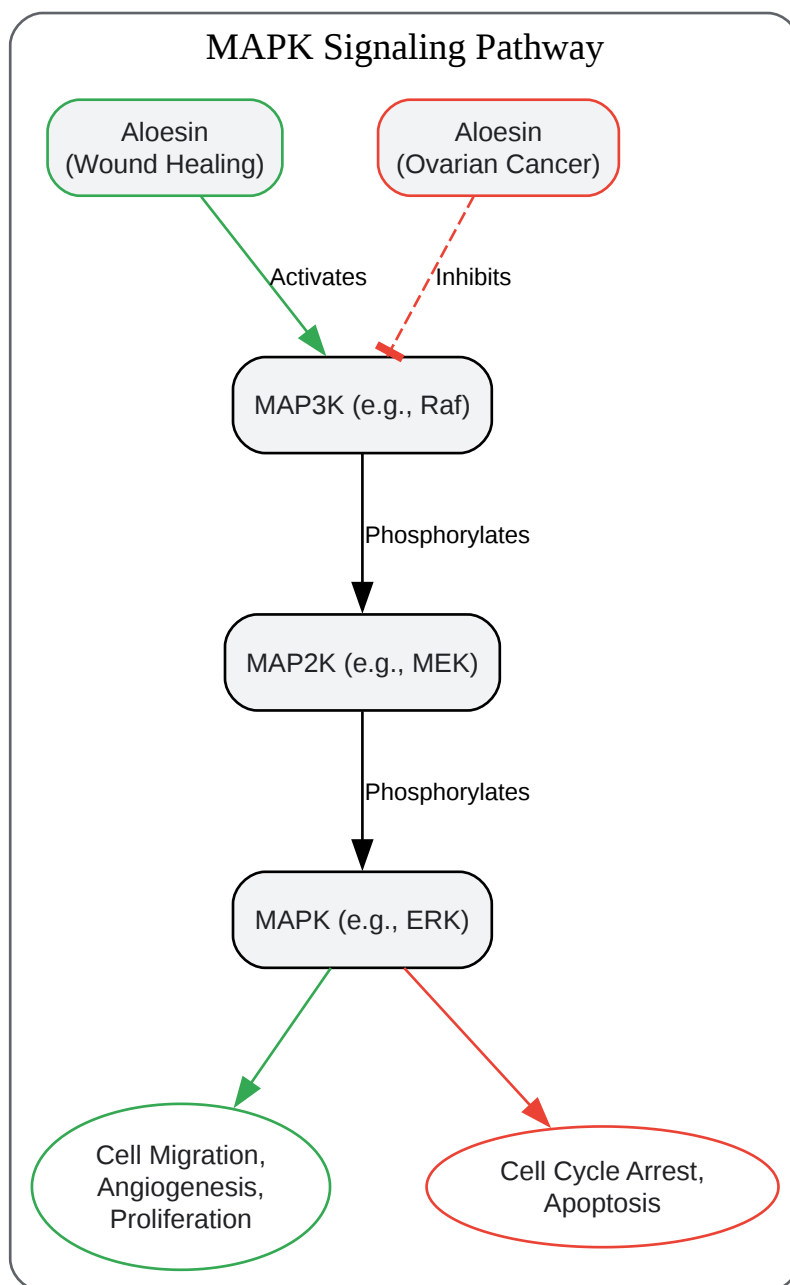 MAPK Signaling Pathway
Aloesin
(Wound Healing)
Aloesin
(Ovarian Cancer)
Activates
Inhibits
MAP3K (e.g., Raf)
Phosphorylates
MAP2K (e.g., MEK)
Phosphorylates
MAPK (e.g., ERK)
Cell Migration,
Angiogenesis,
Proliferation
Cell Cycle Arrest,
Apoptosis